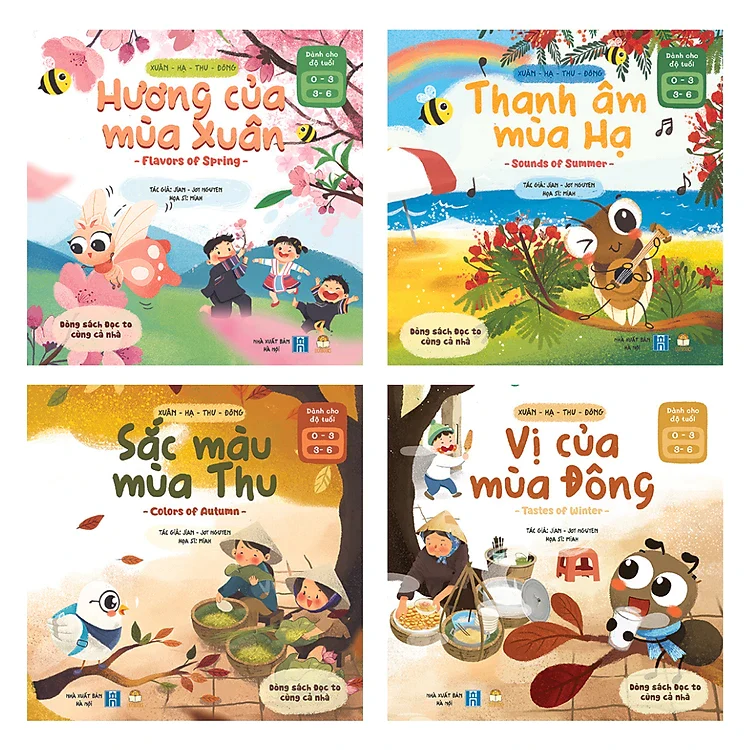 XUÂN - HẠ - THU - ĐÔNG
Dành cho
độ tuổi
0 - 3
3 - 6
Hương của
mùa Xuân
- Flavors of Spring -
TÁC GIẢ: JIAN - JOY NGUYEN
HỌA SĨ: MIAH
Dòng sách Đọc to
cùng cả nhà
NHÀ XUẤT BẢN
HÀ NỘI
XUÂN - HẠ - THU - ĐÔNG
Dành cho
độ tuổi
0 - 3
3 - 6
Thanh âm
mùa Hạ
- Sounds of Summer -
TÁC GIẢ: JIAN - JOY NGUYEN
HỌA SĨ: MIAH
Dòng sách Đọc to
cùng cả nhà
NHÀ XUẤT BẢN
HÀ NỘI
XUÂN - HẠ - THU - ĐÔNG
Dành cho
độ tuổi
0 - 3
3 - 6
Sắc màu
mùa Thu
- Colors of Autumn -
TÁC GIẢ: JIAN - JOY NGUYEN
HỌA SĨ: MIAH
NHÀ XUẤT BẢN
HÀ NỘI
Dòng sách Đọc to
cùng cả nhà
XUÂN - HẠ - THU - ĐÔNG
Dành cho
độ tuổi
0 - 3
3 - 6
Vị của
mùa Đông
- Tastes of Winter -
TÁC GIẢ: JIAN - JOY NGUYEN
HỌA SĨ: MIAH
NHÀ XUẤT BẢN
HÀ NỘI
Dòng sách Đọc to
cùng cả nhà